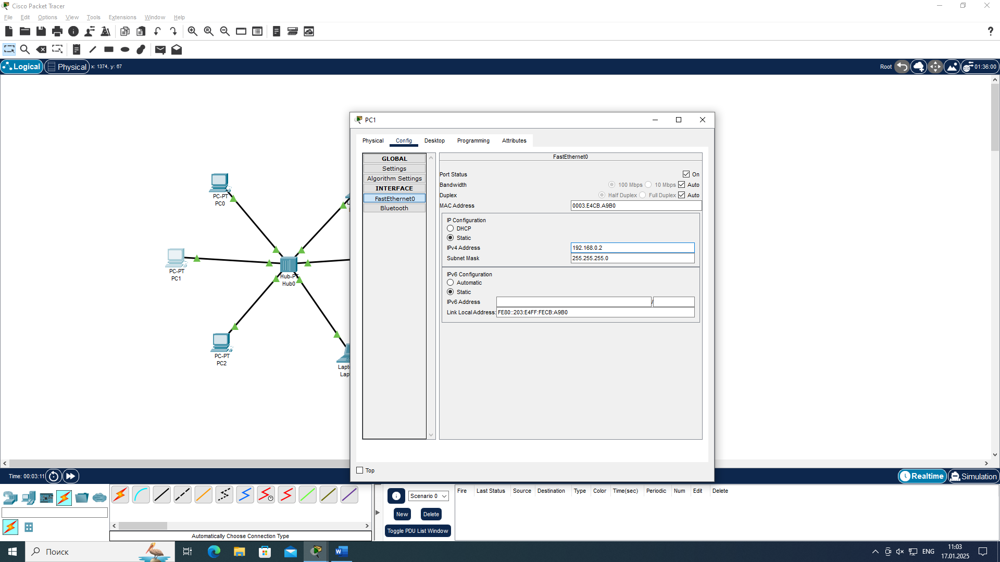 Cisco Packet Tracer
File Edit Options View Tools Extensions Window Help
Logical Physical x: 1374, y: 67 Root 01:36:00
PC1
Physical Config Desktop Programming Attributes
GLOBAL
Settings
Algorithm Settings
INTERFACE
FastEthernet0
Bluetooth
FastEthernet0
Port Status On
Bandwidth 100 Mbps 10 Mbps Auto
Duplex Half Duplex Full Duplex Auto
MAC Address 0003.E4CB.A9B0
IP Configuration
DHCP
Static
IPv4 Address 192.168.0.2
Subnet Mask 255.255.255.0
IPv6 Configuration
Automatic
Static
IPv6 Address /
Link Local Address: FE80::203:E4FF:FECB:A9B0
Top
PC-PT
PC0
PC-PT
PC1
Hub-PT
Hub0
PC-PT
PC2
Time: 00:03:11 Realtime Simulation
Automatically Choose Connection Type
Scenario 0
New Delete
Toggle PDU List Window
Fire Last Status Source Destination Type Color Time(sec) Periodic Num Edit Delete
Поиск
ENG
11:03
17.01.2025